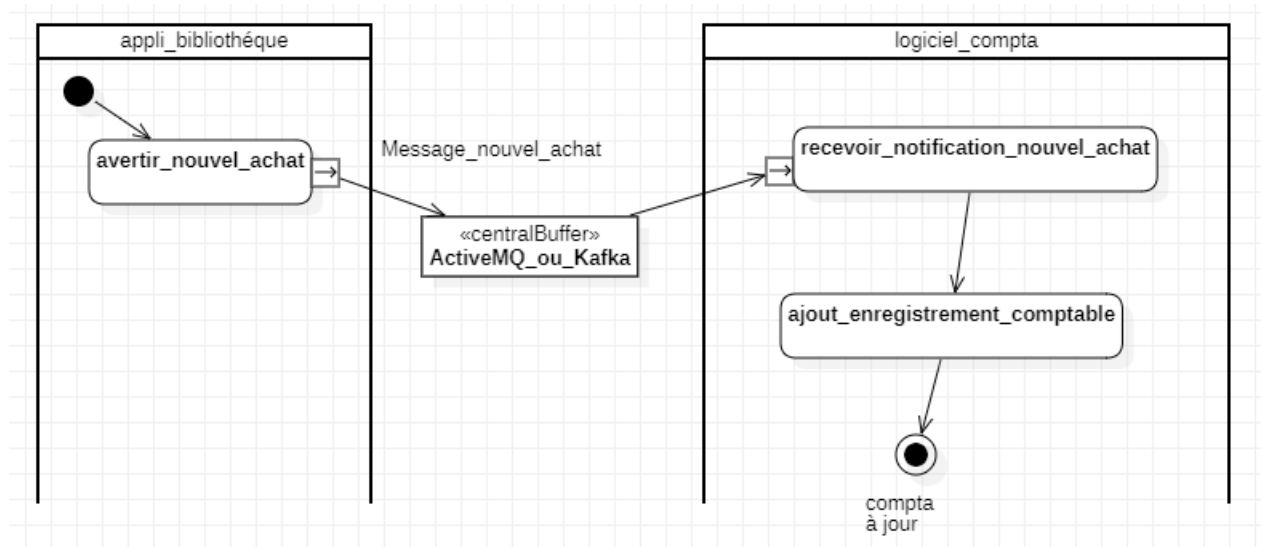 appli_bibliothéque
logiciel_compta
avertir_nouvel_achat
Message_nouvel_achat
recevoir_notification_nouvel_achat
«centralBuffer»
ActiveMQ_ou_Kafka
ajout_enregistrement_comptable
compta
à jour